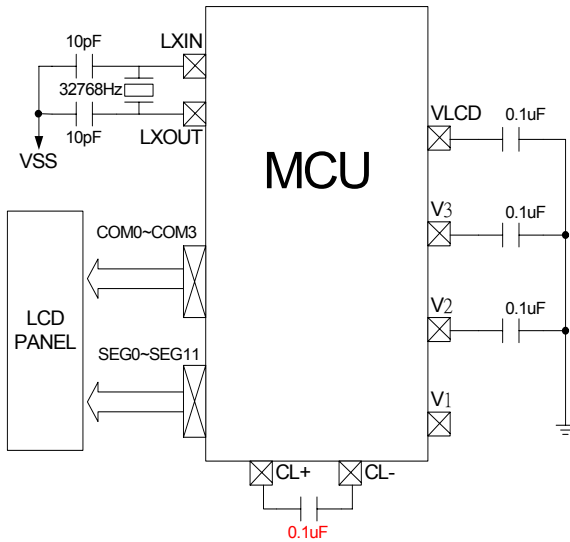 10pF
LXIN
32768Hz
10pF
LXOUT
VSS
MCU
VLCD
0.1uF
V3
0.1uF
V2
0.1uF
V1
COM0~COM3
LCD
PANEL
SEG0~SEG11
CL+
CL-
0.1uF